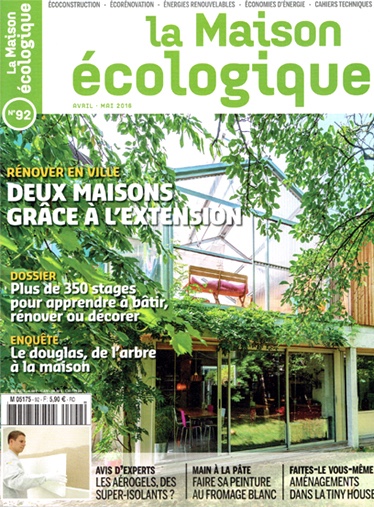 ÉCOCONSTRUCTION • ÉCORÉNOVATION • ÉNERGIES RENOUVELABLES • ÉCONOMIES D'ÉNERGIE • CAHIERS TECHNIQUES
la Maison
écologique
N°92
la Maison
écologique
AVRIL - MAI 2016
RÉNOVER EN VILLE
DEUX MAISONS
GRÂCE À L'EXTENSION
DOSSIER
Plus de 350 stages
pour apprendre à bâtir,
rénover ou décorer
ENQUÊTE
Le douglas, de l'arbre
à la maison
M 05175 - 92 - F: 5,90 € - RD
AVIS D'EXPERTS
LES AÉROGELS, DES
SUPER-ISOLANTS ?
MAIN À LA PÂTE
FAIRE SA PEINTURE
AU FROMAGE BLANC
FAITES-LE VOUS-MÊME
AMÉNAGEMENTS
DANS LA TINY HOUSE